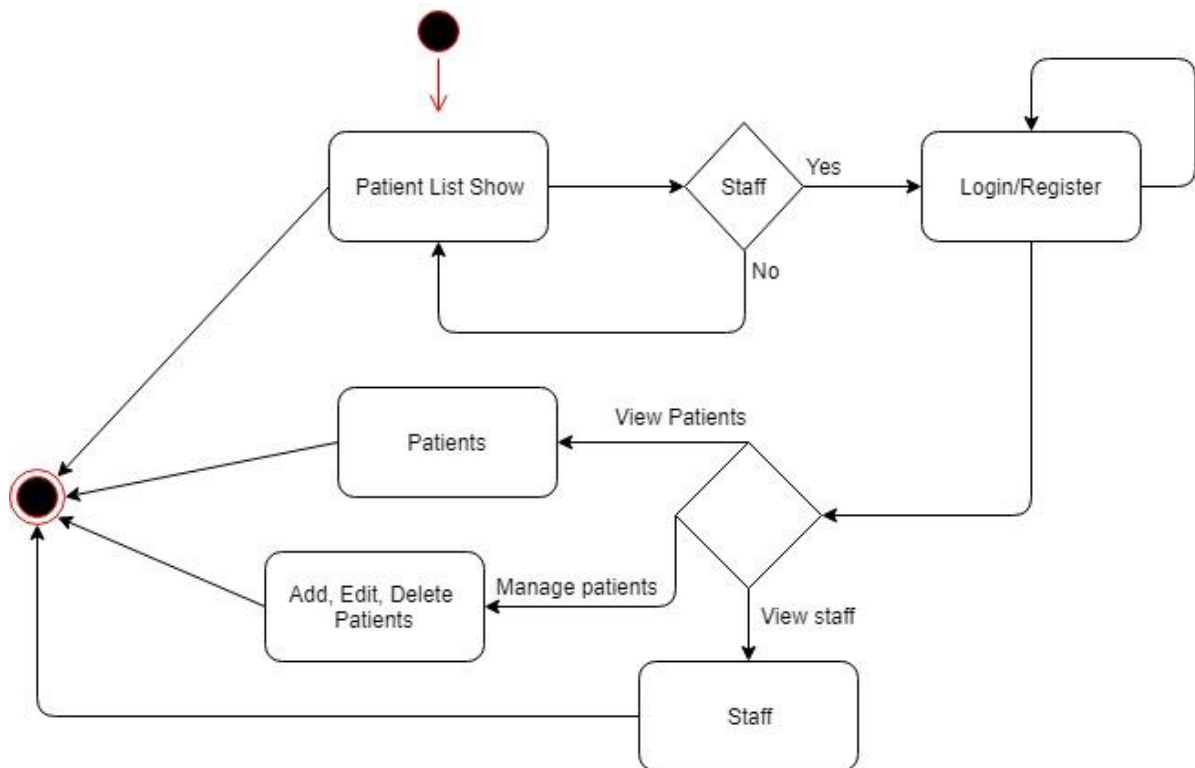 Patient List Show
Staff
Yes
Login/Register
No
View Patients
Patients
Manage patients
Add, Edit, Delete
Patients
View staff
Staff